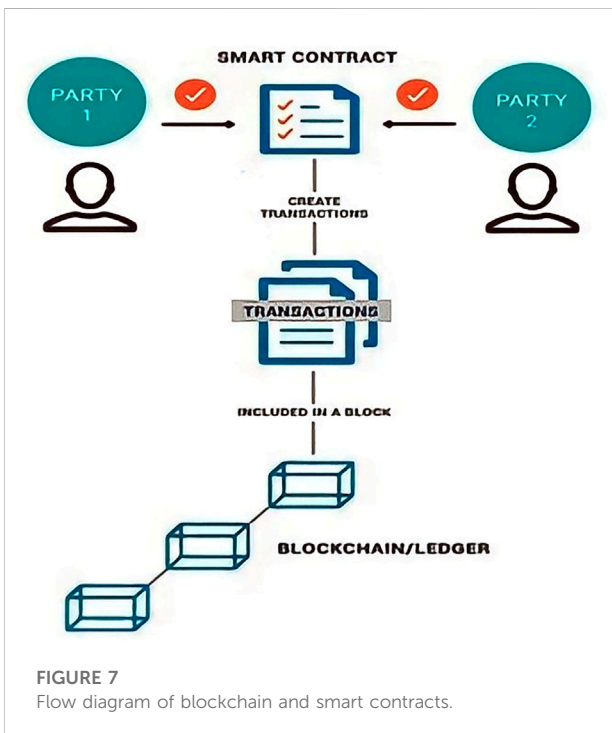 SMART CONTRACT
PARTY
1
PARTY
2
CREATE
TRANSACTIONS
TRANSACTIONS
INCLUDED IN A BLOCK
BLOCKCHAIN/LEDGER
FIGURE 7
Flow diagram of blockchain and smart contracts.